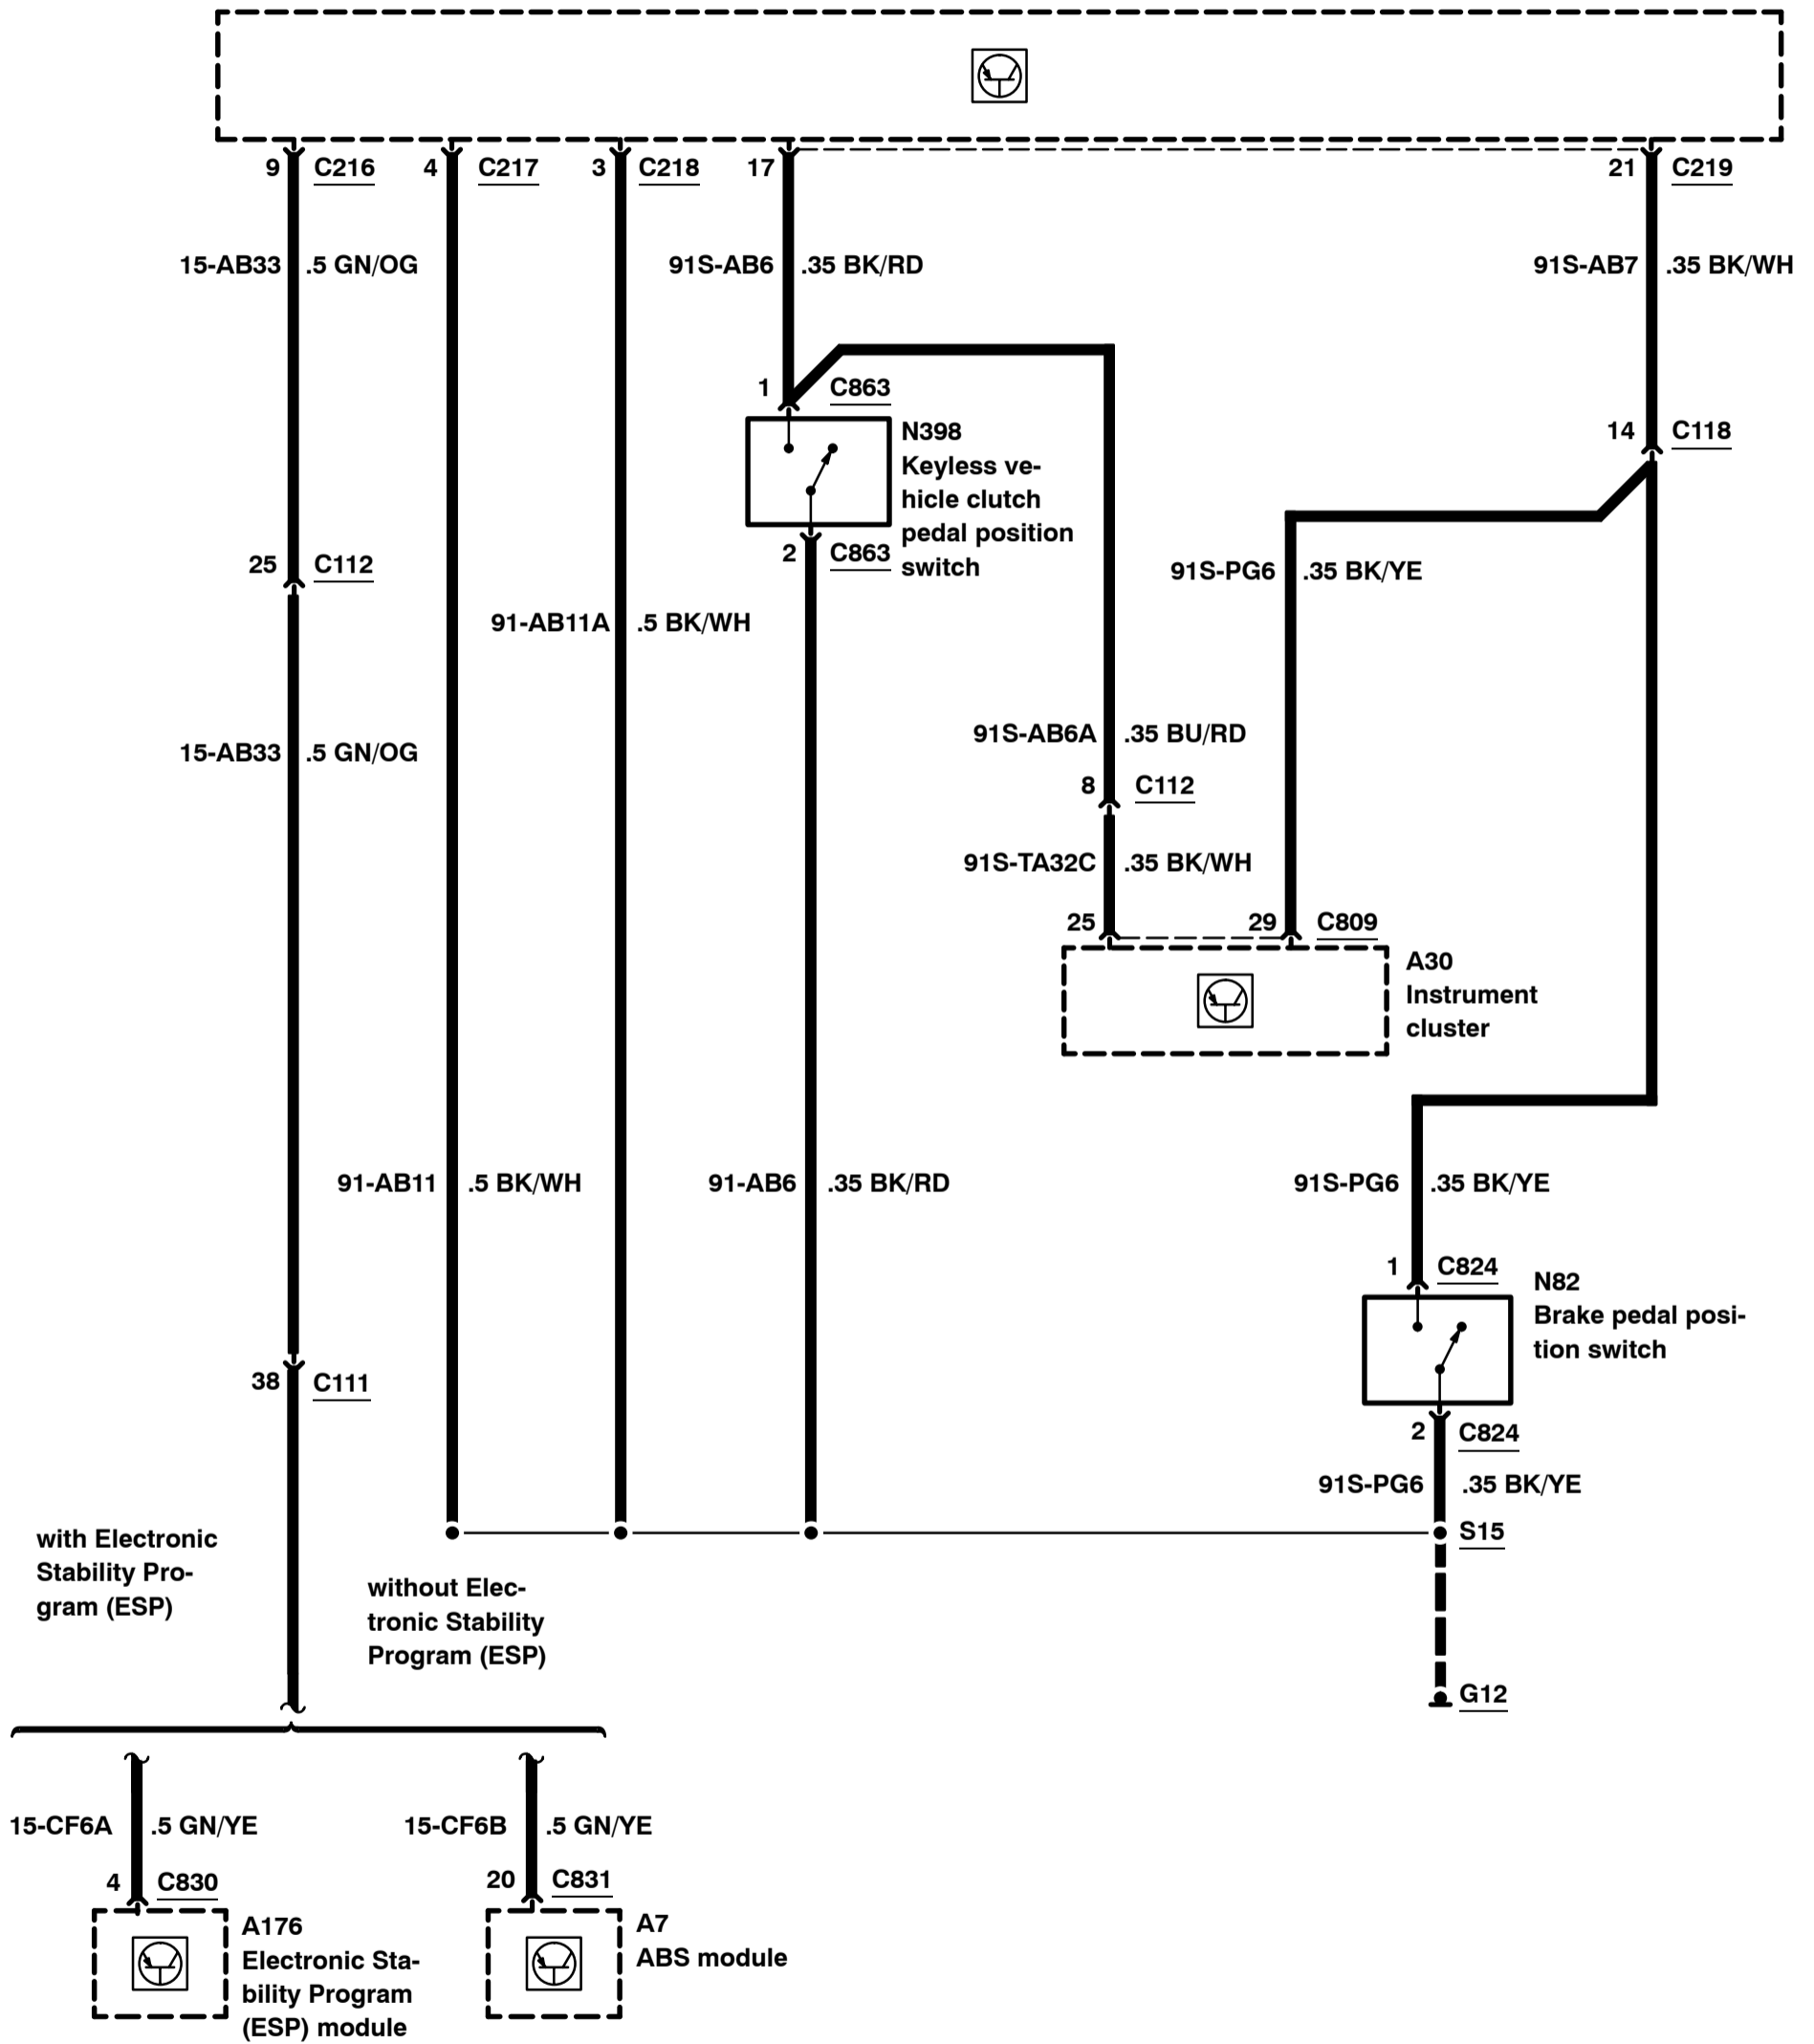 9 C216 4 C217 3 C218 17 21 C219
15-AB33 .5 GN/OG 91S-AB6 .35 BK/RD 91S-AB7 .35 BK/WH
1 C863
N398
Keyless ve-
hicle clutch
pedal position
switch
14 C118
2 C863
25 C112
91S-PG6 .35 BK/YE
91-AB11A .5 BK/WH
15-AB33 .5 GN/OG
91S-AB6A .35 BU/RD
8 C112
91S-TA32C .35 BK/WH
25 29 C809
A30
Instrument
cluster
91-AB11 .5 BK/WH 91-AB6 .35 BK/RD 91S-PG6 .35 BK/YE
1 C824
N82
Brake pedal posi-
tion switch
38 C111
2 C824
91S-PG6 .35 BK/YE
S15
with Electronic
Stability Pro-
gram (ESP)
without Elec-
tronic Stability
Program (ESP)
G12
15-CF6A .5 GN/YE 15-CF6B .5 GN/YE
4 C830 20 C831
A176
Electronic Sta-
bility Program
(ESP) module
A7
ABS module